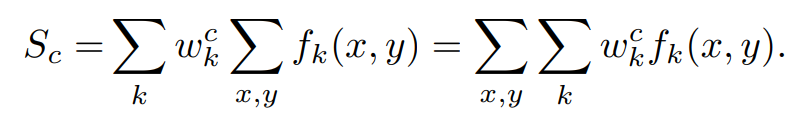 $S_c = \sum_k w_k^c \sum_{x,y} f_k(x, y) = \sum_{x,y} \sum_k w_k^c f_k(x, y).$